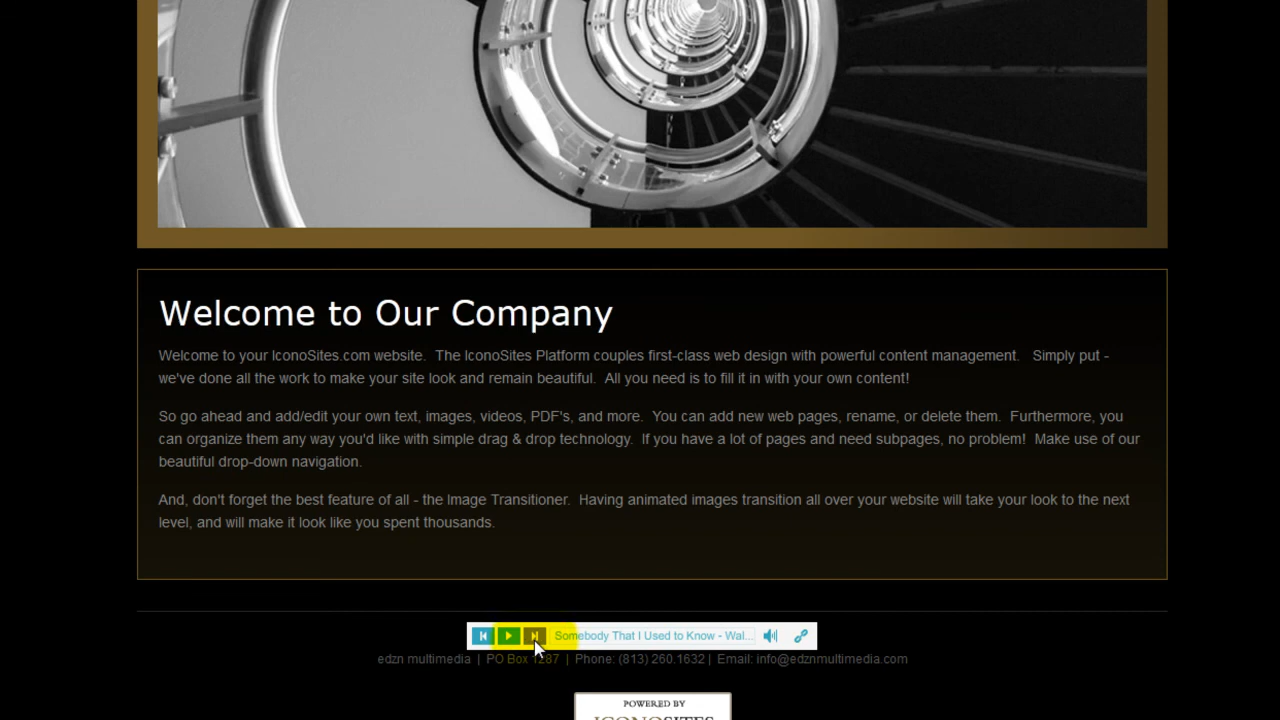 Welcome to Our Company
Welcome to your IconoSites.com website.  The IconoSites Platform couples first-class web design with powerful content management.   Simply put -
we've done all the work to make your site look and remain beautiful.  All you need is to fill it in with your own content!
So go ahead and add/edit your own text, images, videos, PDF's, and more.  You can add new web pages, rename, or delete them.  Furthermore, you
can organize them any way you'd like with simple drag & drop technology.  If you have a lot of pages and need subpages, no problem!  Make use of our
beautiful drop-down navigation.
And, don't forget the best feature of all - the Image Transitioner.  Having animated images transition all over your website will take your look to the next
level, and will make it look like you spent thousands.
Somebody That I Used to Know - Wal...
edzn multimedia | PO Box 1287 | Phone: (813) 260.1632 | Email: info@edznmultimedia.com
POWERED BY
ICONOSITES